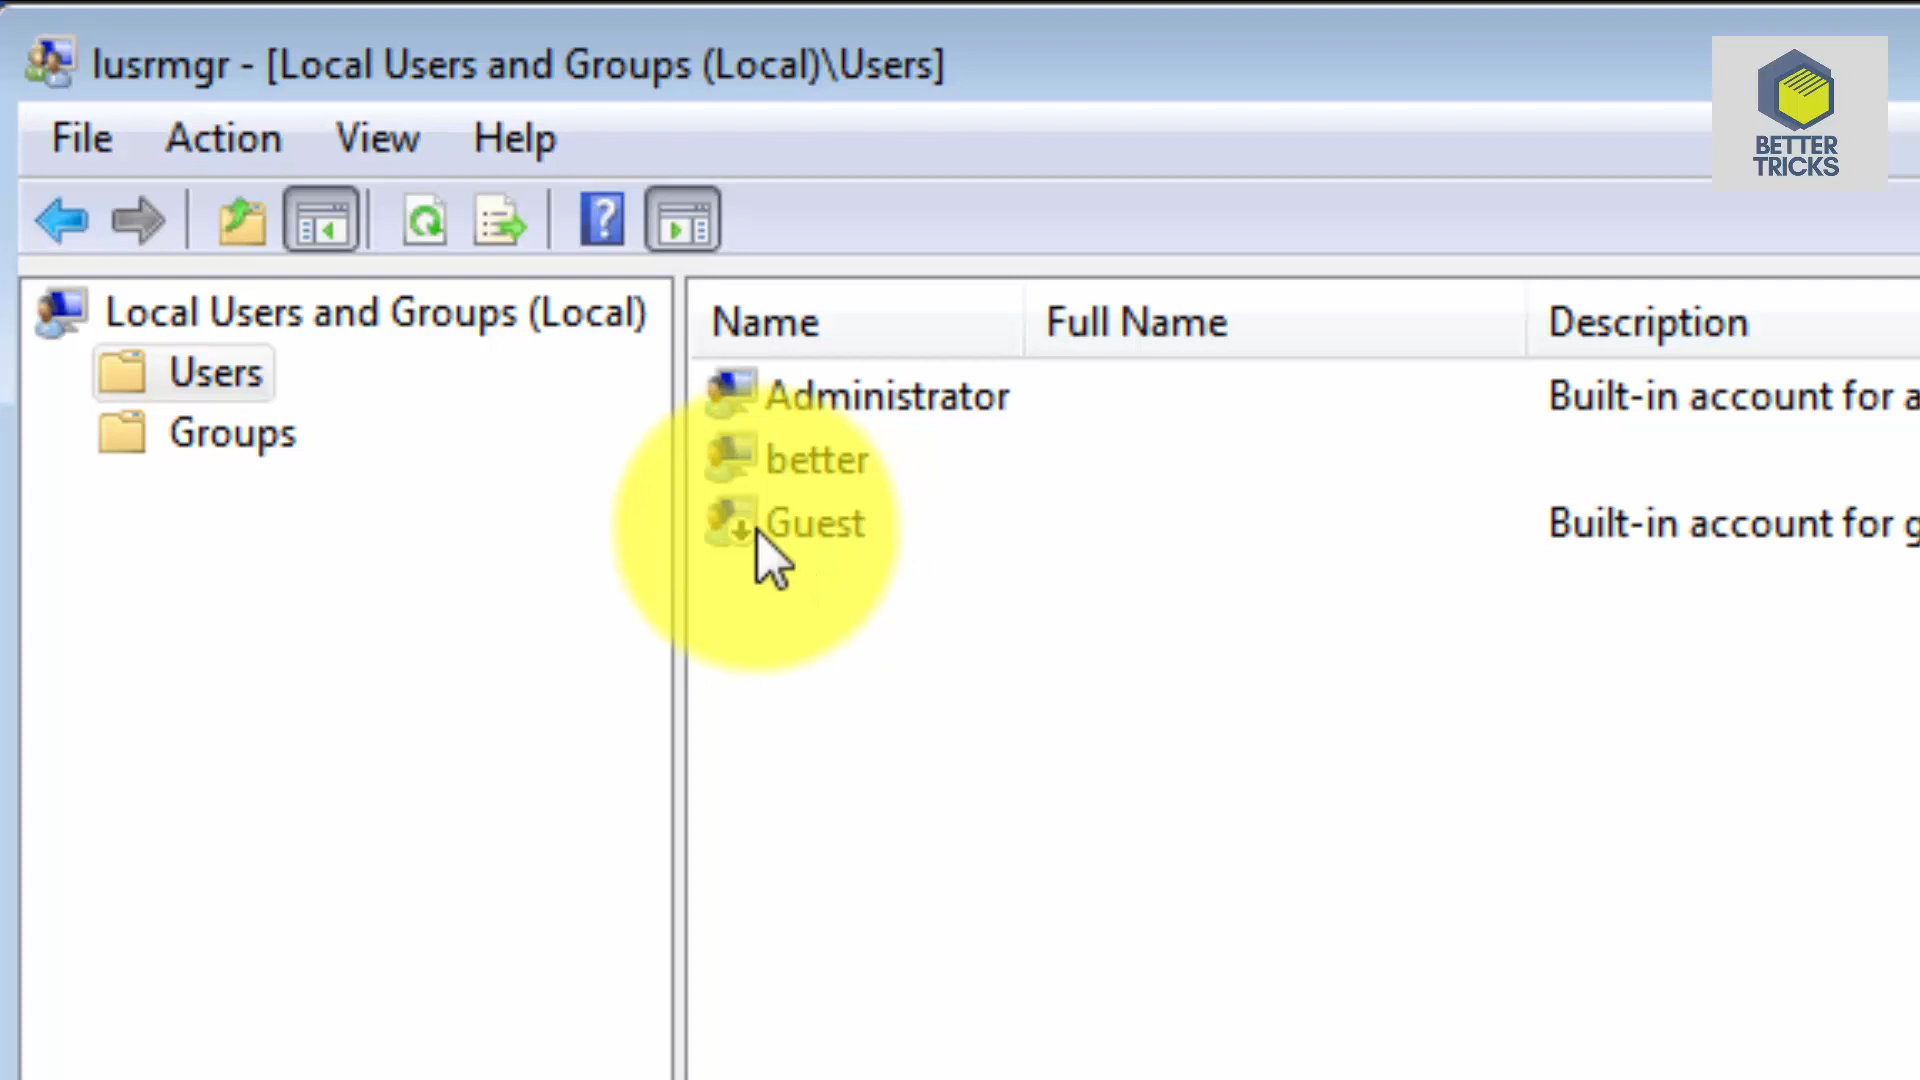 lusrmgr - [Local Users and Groups (Local)\Users]
BETTER
TRICKS
File Action View Help
Local Users and Groups (Local)
Users
Groups
Name Full Name Description
Administrator Built-in account for a
better
Guest Built-in account for g